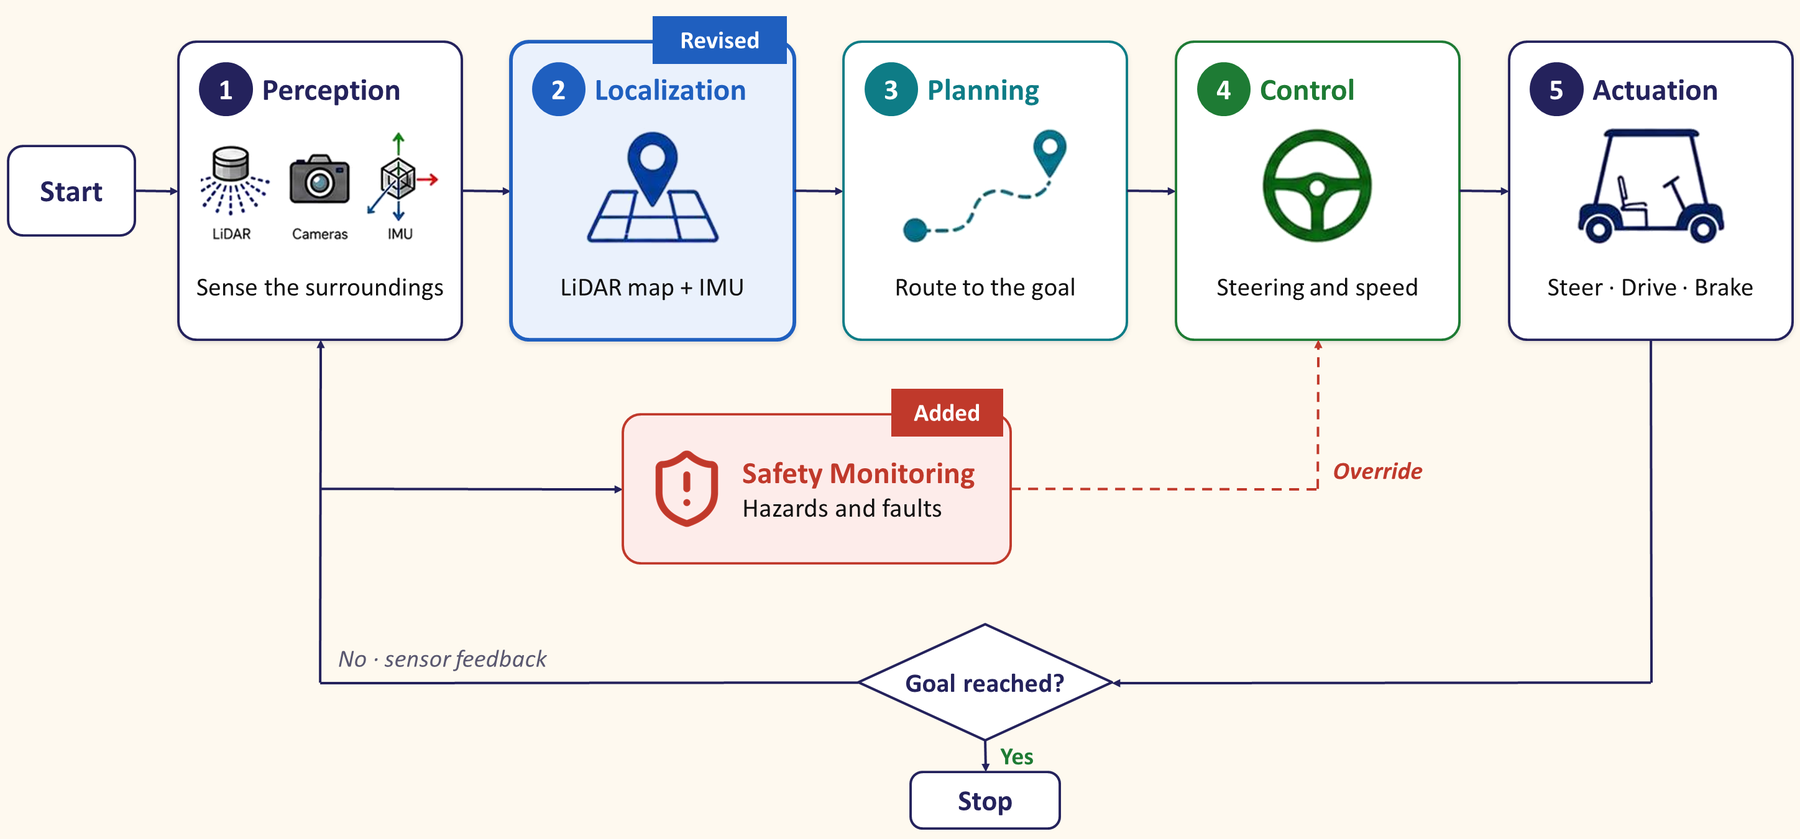 Start
1 Perception
LiDAR
Cameras
IMU
Sense the surroundings
Revised
2 Localization
LiDAR map + IMU
3 Planning
Route to the goal
4 Control
Steering and speed
5 Actuation
Steer · Drive · Brake
Added
Safety Monitoring
Hazards and faults
Override
No · sensor feedback
Goal reached?
Yes
Stop